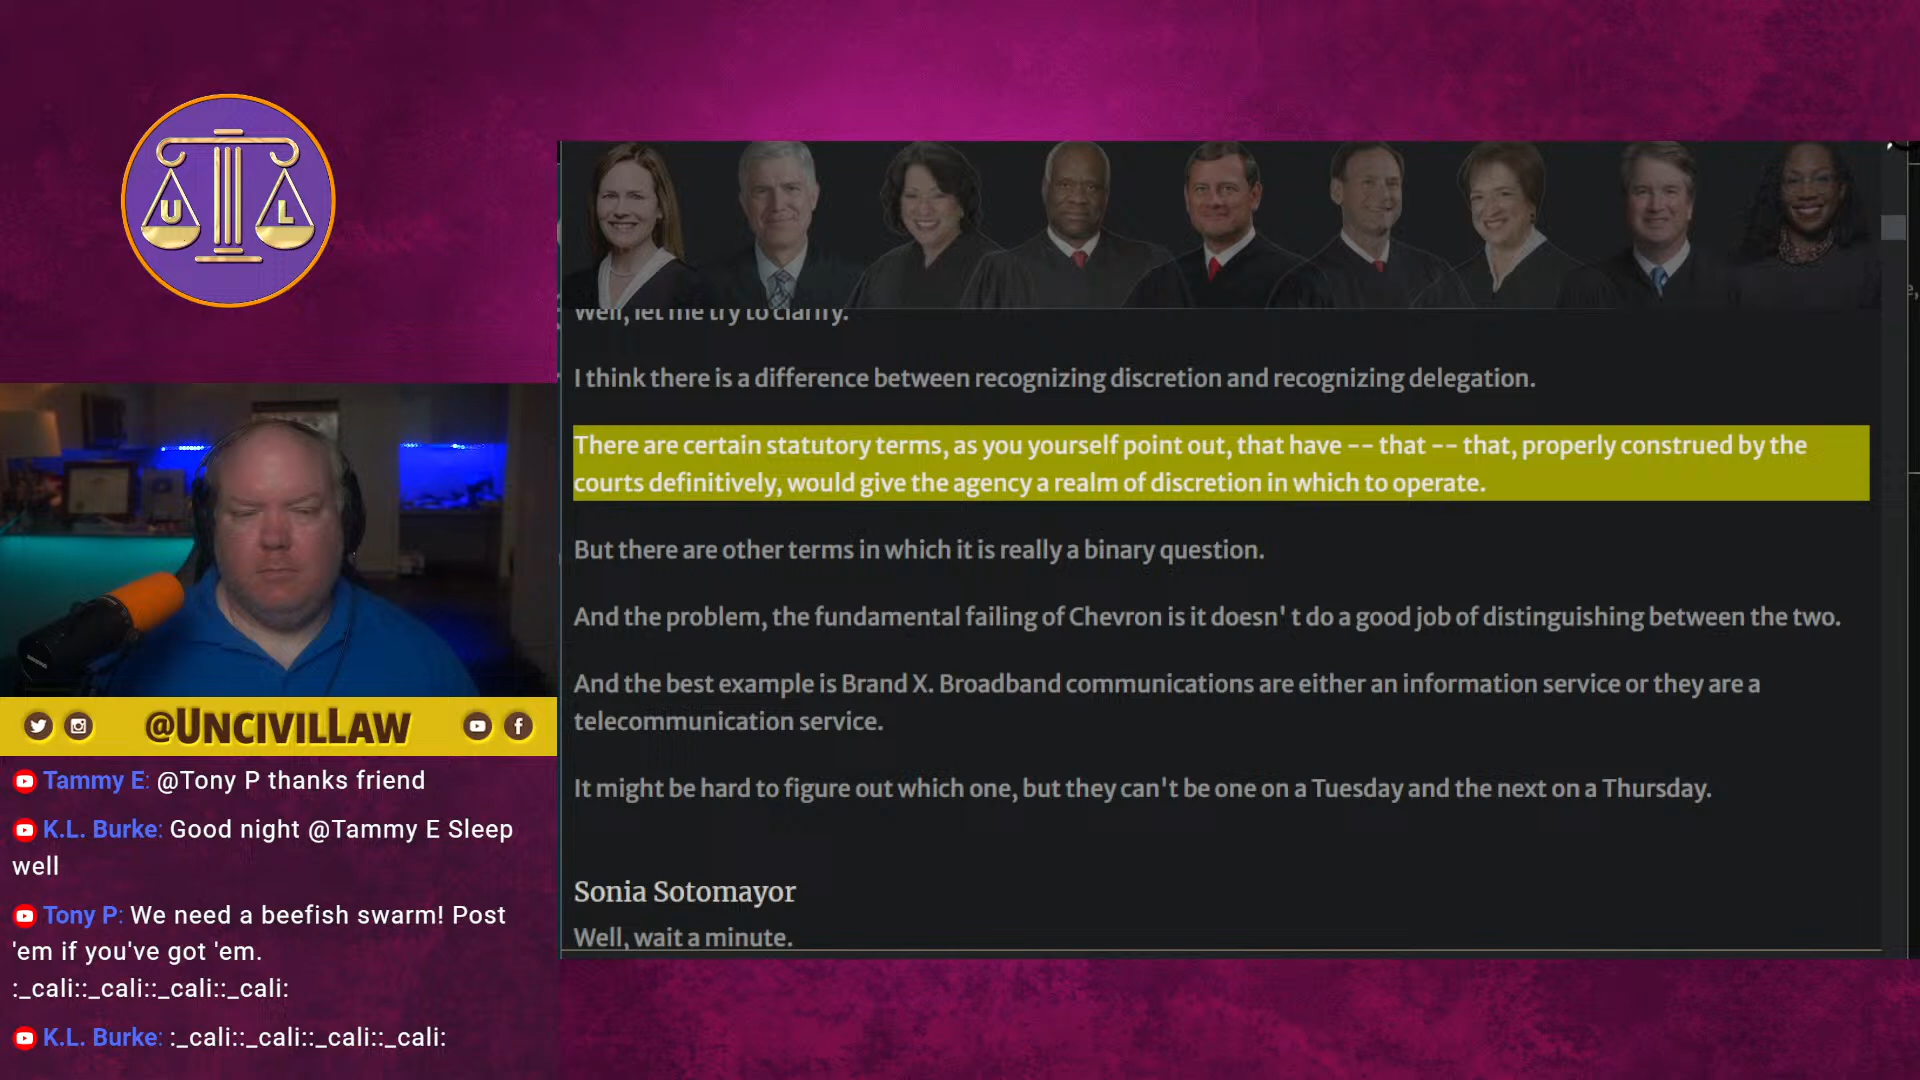 U L
Well, let me try to clarify.
I think there is a difference between recognizing discretion and recognizing delegation.
There are certain statutory terms, as you yourself point out, that have -- that -- that, properly construed by the
courts definitively, would give the agency a realm of discretion in which to operate.
But there are other terms in which it is really a binary question.
And the problem, the fundamental failing of Chevron is it doesn' t do a good job of distinguishing between the two.
And the best example is Brand X. Broadband communications are either an information service or they are a
telecommunication service.
It might be hard to figure out which one, but they can't be one on a Tuesday and the next on a Thursday.
Sonia Sotomayor
Well, wait a minute.
@UNCIVILLAW
Tammy E: @Tony P thanks friend
K.L. Burke: Good night @Tammy E Sleep
well
Tony P: We need a beefish swarm! Post
'em if you've got 'em.
:_cali::_cali::_cali::_cali:
K.L. Burke: :_cali::_cali::_cali::_cali: